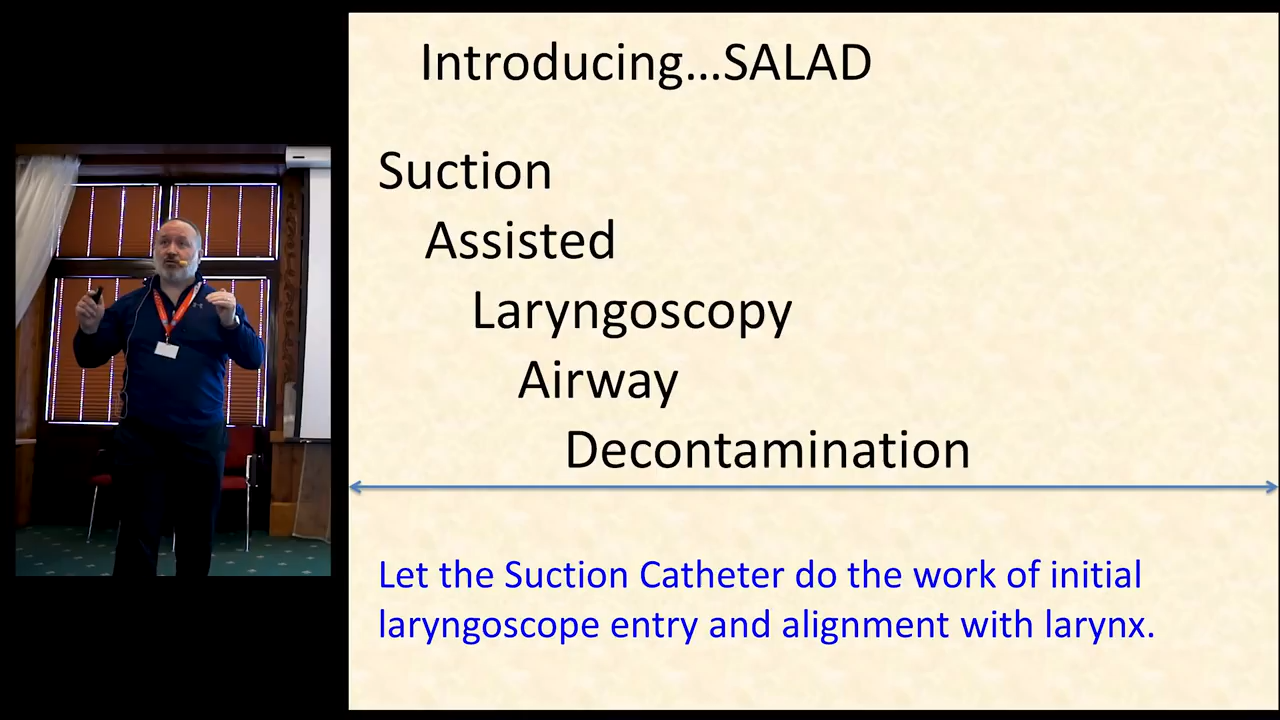 Introducing...SALAD
Suction
Assisted
Laryngoscopy
Airway
Decontamination
Let the Suction Catheter do the work of initial
laryngoscope entry and alignment with larynx.